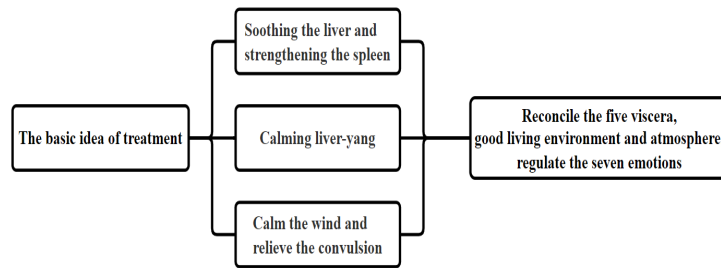 Soothing the liver and
strengthening the spleen
The basic idea of treatment
Calming liver-yang
Calm the wind and
relieve the convulsion
Reconcile the five viscera,
good living environment and atmosphere
regulate the seven emotions